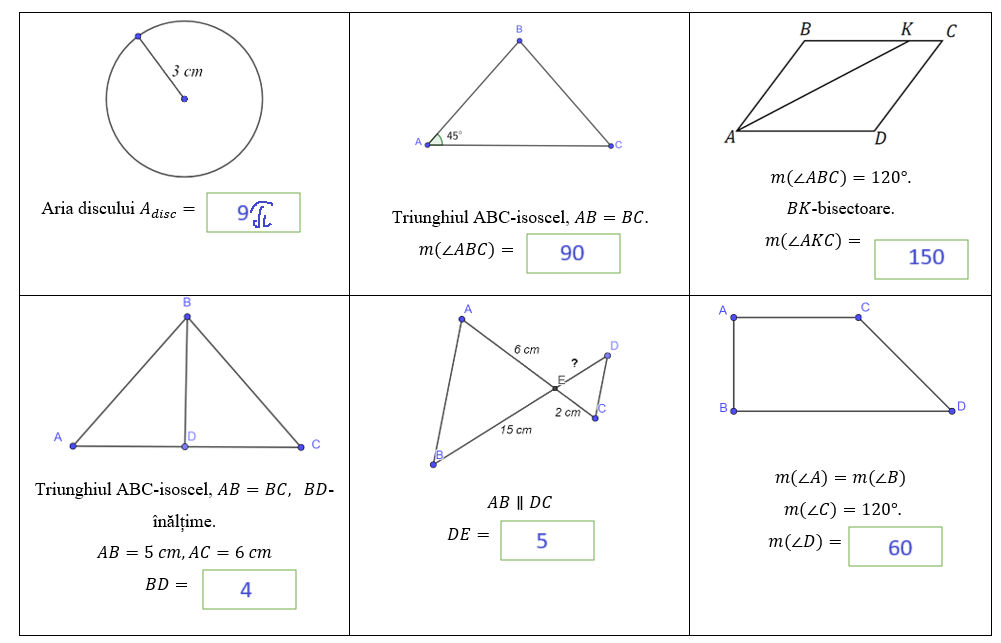 3 cm
Aria discului A_disc = 9π
B
A
45°
C
Triunghiul ABC-isoscel, AB = BC.
m(∠ABC) = 90
B
K
C
A
D
m(∠ABC) = 120°.
BK-bisectoare.
m(∠AKC) = 150
B
A
D
C
Triunghiul ABC-isoscel, AB = BC, BD-
înălțime.
AB = 5 cm, AC = 6 cm
BD = 4
A
6 cm
D
?
E
2 cm
C
15 cm
B
AB ∥ DC
DE = 5
A
C
B
D
m(∠A) = m(∠B)
m(∠C) = 120°.
m(∠D) = 60